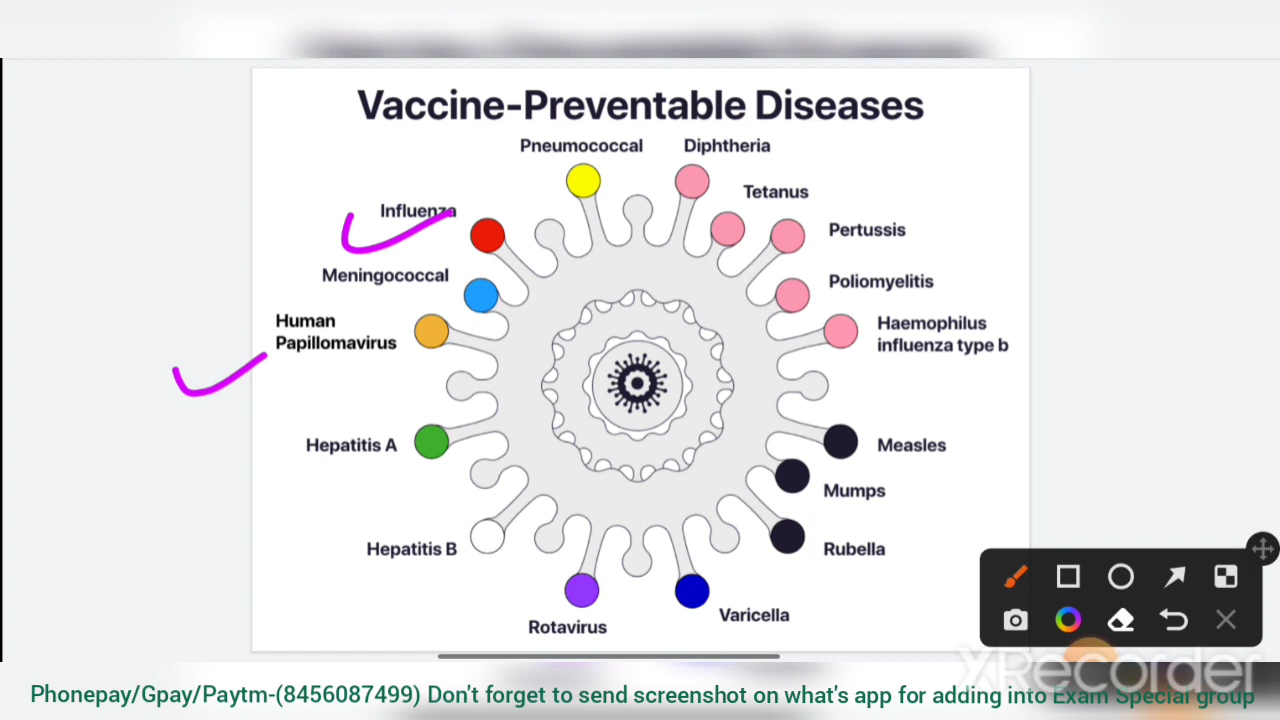 Vaccine-Preventable Diseases
Pneumococcal
Diphtheria
Tetanus
Influenza
Pertussis
Meningococcal
Poliomyelitis
Human
Papillomavirus
Haemophilus
influenza type b
Hepatitis A
Measles
Mumps
Hepatitis B
Rubella
Varicella
Rotavirus
XRecorder
Phonepay/Gpay/Paytm-(8456087499) Don't forget to send screenshot on what's app for adding into Exam Special group